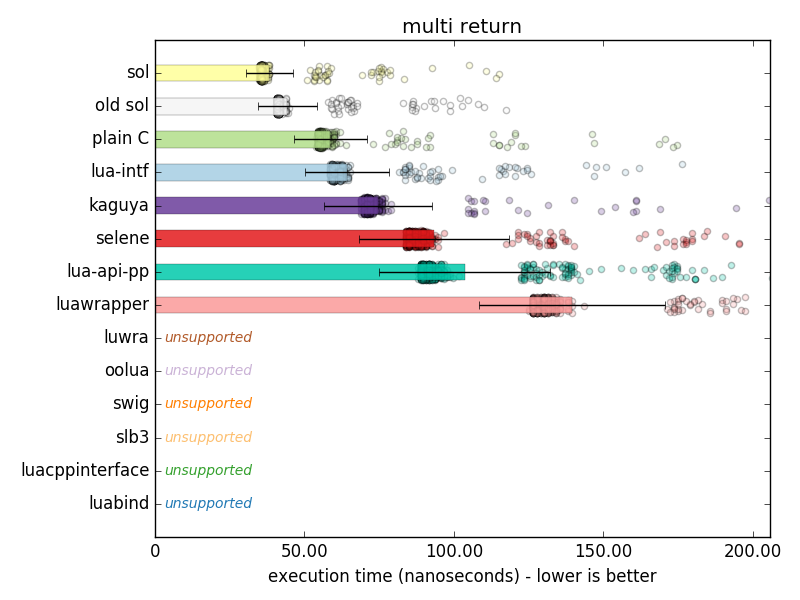 multi return
sol
old sol
plain C
lua-intf
kaguya
selene
lua-api-pp
luawrapper
luwra unsupported
oolua unsupported
swig unsupported
slb3 unsupported
luacppinterface unsupported
luabind unsupported
0 50.00 100.00 150.00 200.00
execution time (nanoseconds) - lower is better